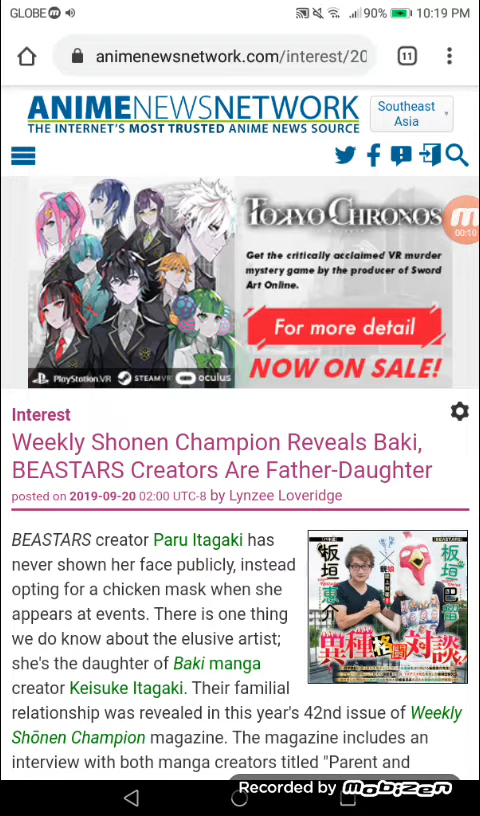 GLOBE
90%
10:19 PM
animenewsnetwork.com/interest/20
11
ANIMENEWSNETWORK
THE INTERNET'S MOST TRUSTED ANIME NEWS SOURCE
Southeast
Asia
TOKYO CHRONOS
00:10
Get the critically acclaimed VR murder
mystery game by the producer of Sword
Art Online.
For more detail
NOW ON SALE!
PlayStation.VR STEAMVR oculus
Interest
Weekly Shonen Champion Reveals Baki,
BEASTARS Creators Are Father-Daughter
posted on 2019-09-20 02:00 UTC-8 by Lynzee Loveridge
BEASTARS creator Paru Itagaki has
never shown her face publicly, instead
opting for a chicken mask when she
appears at events. There is one thing
we do know about the elusive artist;
she's the daughter of Baki manga
creator Keisuke Itagaki. Their familial
relationship was revealed in this year's 42nd issue of Weekly
Shōnen Champion magazine. The magazine includes an
interview with both manga creators titled "Parent and
板垣恵介
板垣巴留
異種格闘対談!
Recorded by mobizen